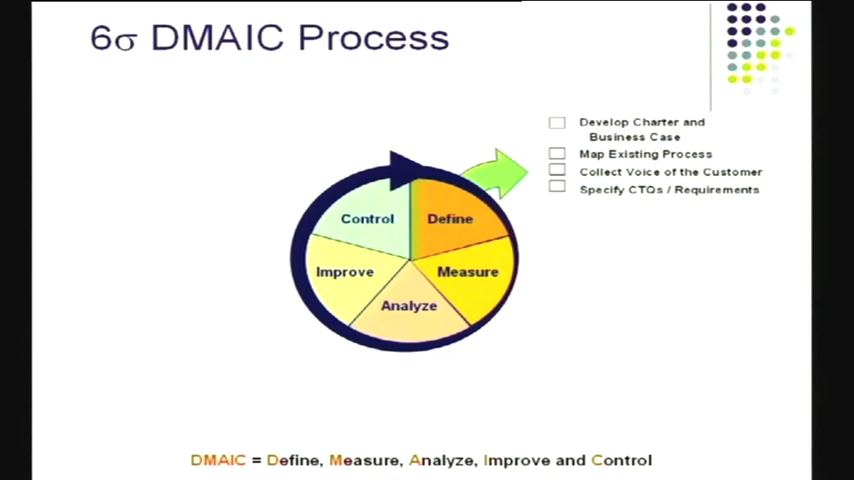 6σ DMAIC Process
Develop Charter and
Business Case
Map Existing Process
Collect Voice of the Customer
Specify CTQs / Requirements
Control
Define
Improve
Measure
Analyze
DMAIC = Define, Measure, Analyze, Improve and Control